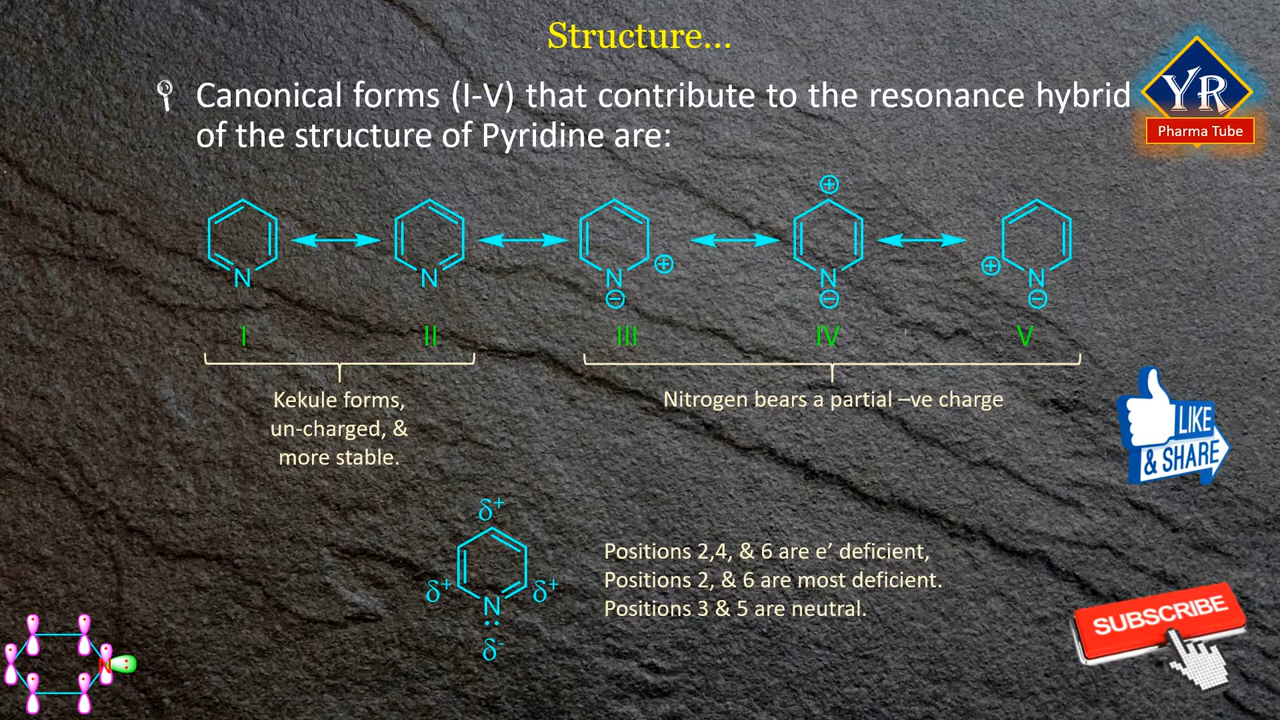 Structure...
YR
Pharma Tube
Canonical forms (I-V) that contribute to the resonance hybrid
of the structure of Pyridine are:
⊕
⊕ ⊕
N N N N N
⊖ ⊖ ⊖
I II III IV V
Kekule forms,
un-charged, &
more stable.
Nitrogen bears a partial –ve charge
LIKE
& SHARE
δ+
δ+ δ+
N
δ-
Positions 2,4, & 6 are e′ deficient,
Positions 2, & 6 are most deficient.
Positions 3 & 5 are neutral.
SUBSCRIBE
N